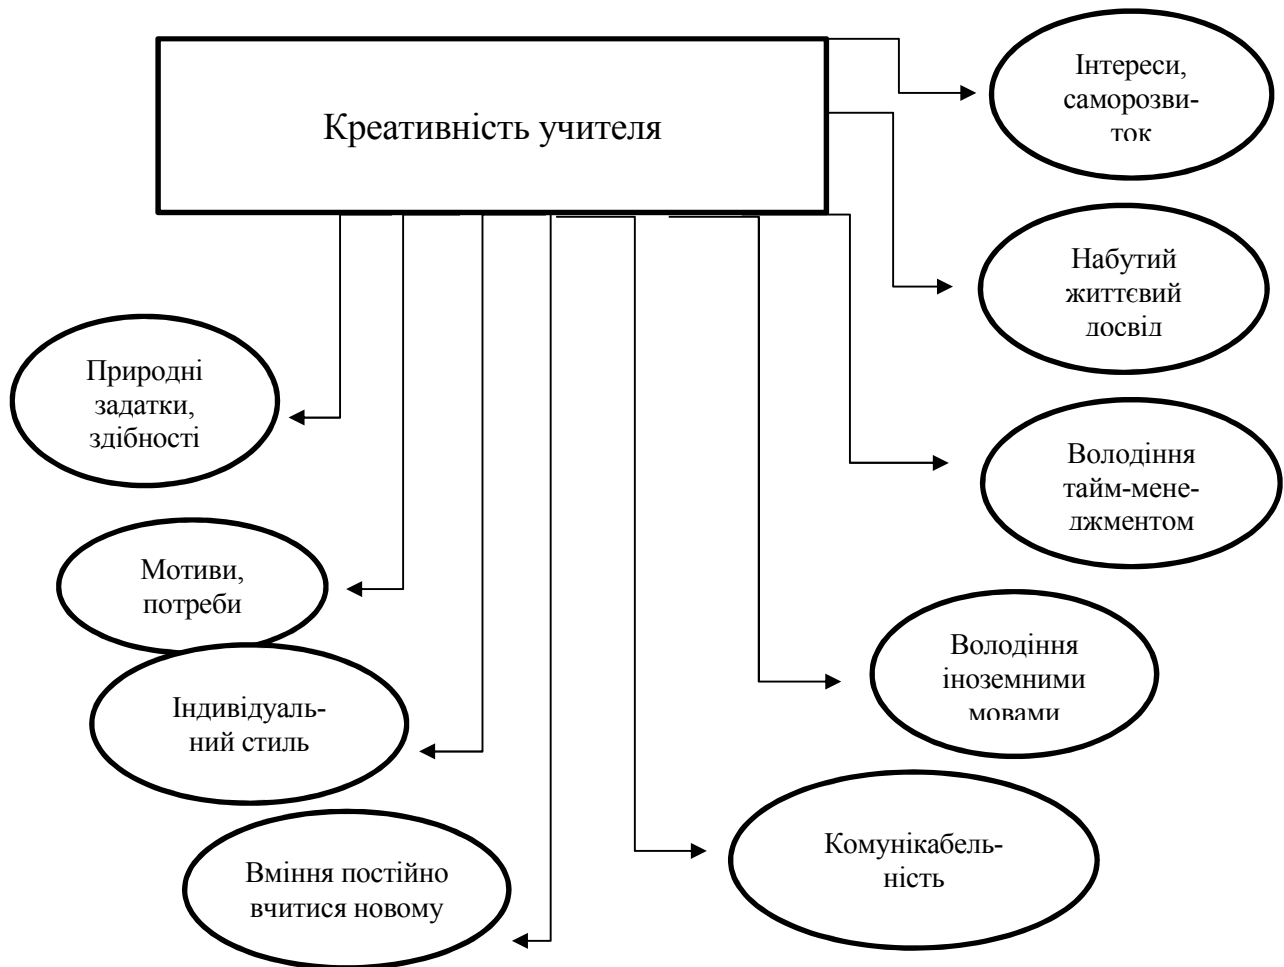 Креативність учителя
Інтереси,
саморозви-
ток
Набутий
життєвий
досвід
Природні
задатки,
здібності
Володіння
тайм-мене-
джментом
Мотиви,
потреби
Володіння
іноземними
мовами
Індивідуаль-
ний стиль
Комунікабель-
ність
Вміння постійно
вчитися новому